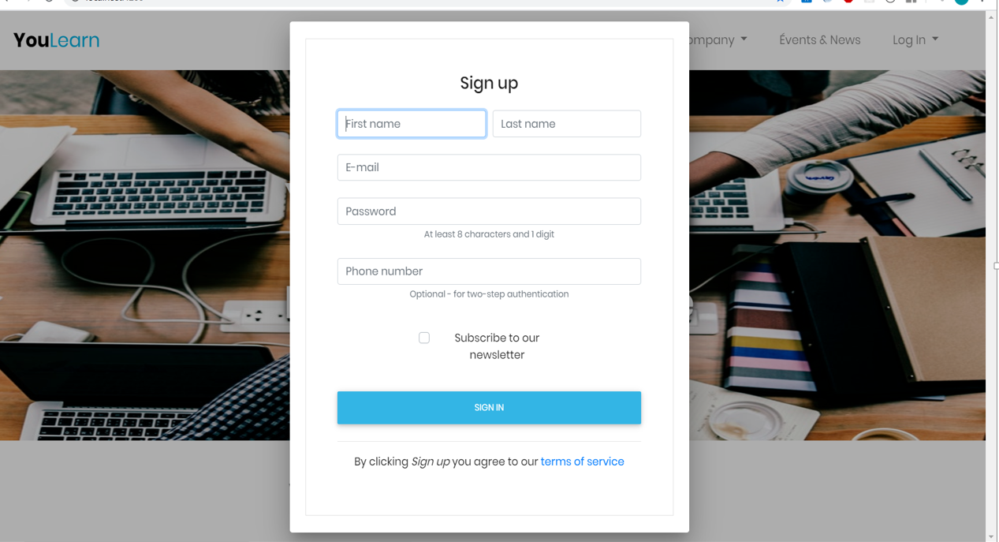 YouLearn
Évents & News
Log In
Sign up
First name
Last name
E-mail
Password
At least 8 characters and 1 digit
Phone number
Optional - for two-step authentication
Subscribe to our
newsletter
SIGN IN
By clicking Sign up you agree to our terms of service